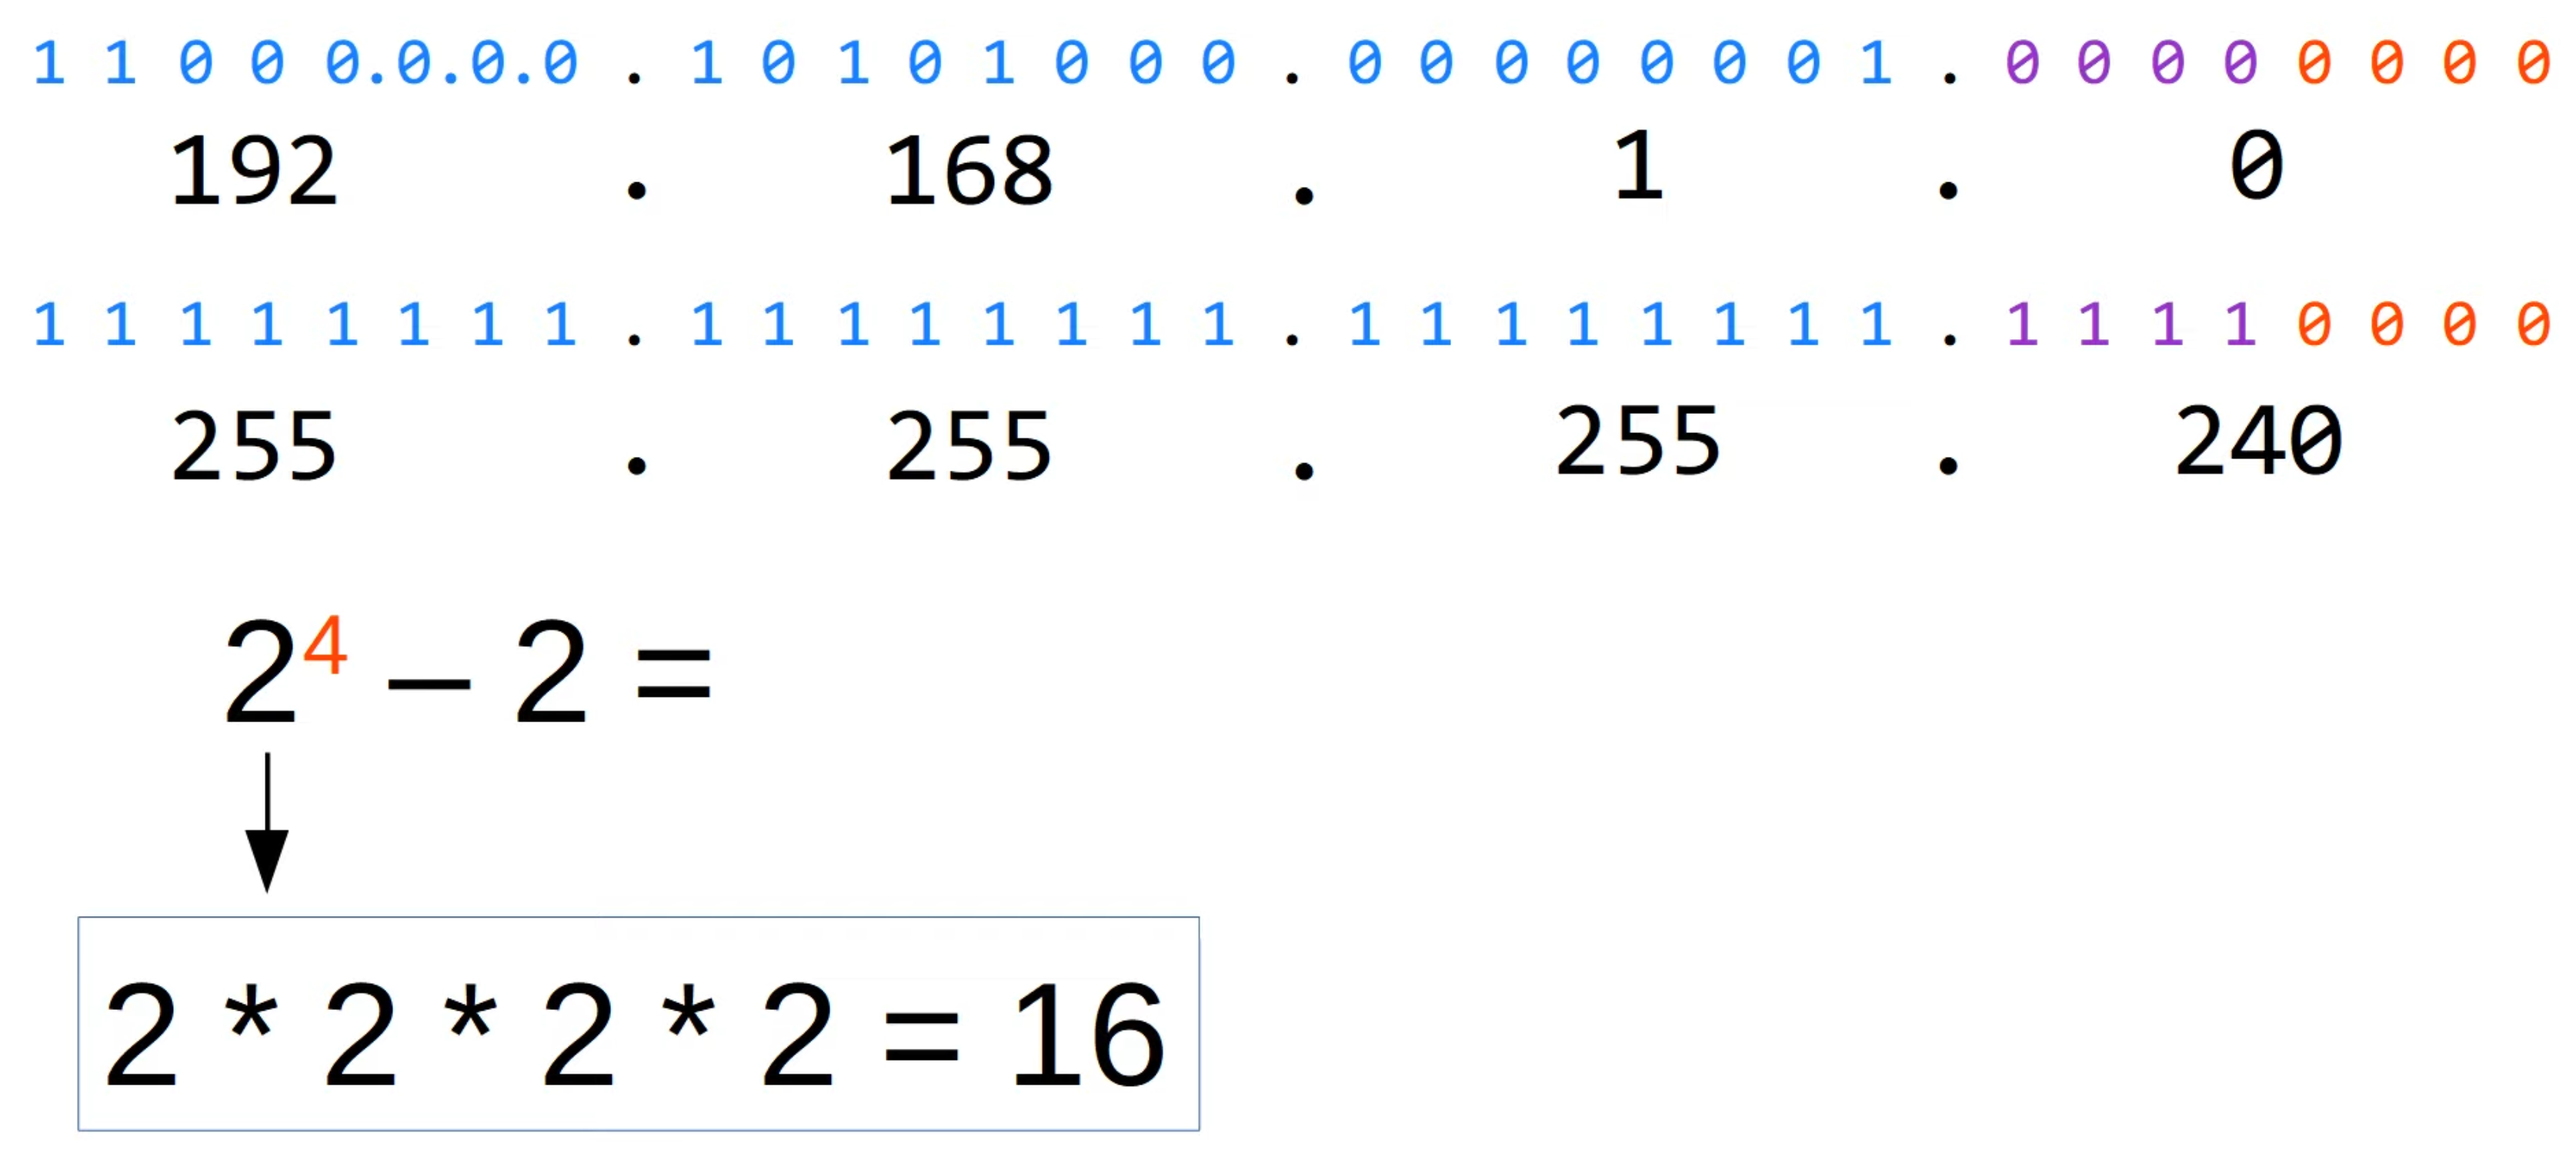 1 1 0 0 0.0.0.0 . 1 0 1 0 1 0 0 0 . 0 0 0 0 0 0 0 1 . 0 0 0 0 0 0 0 0
192 . 168 . 1 . 0
1 1 1 1 1 1 1 1 . 1 1 1 1 1 1 1 1 . 1 1 1 1 1 1 1 1 . 1 1 1 1 0 0 0 0
255 . 255 . 255 . 240
2⁴ – 2 =
2 * 2 * 2 * 2 = 16